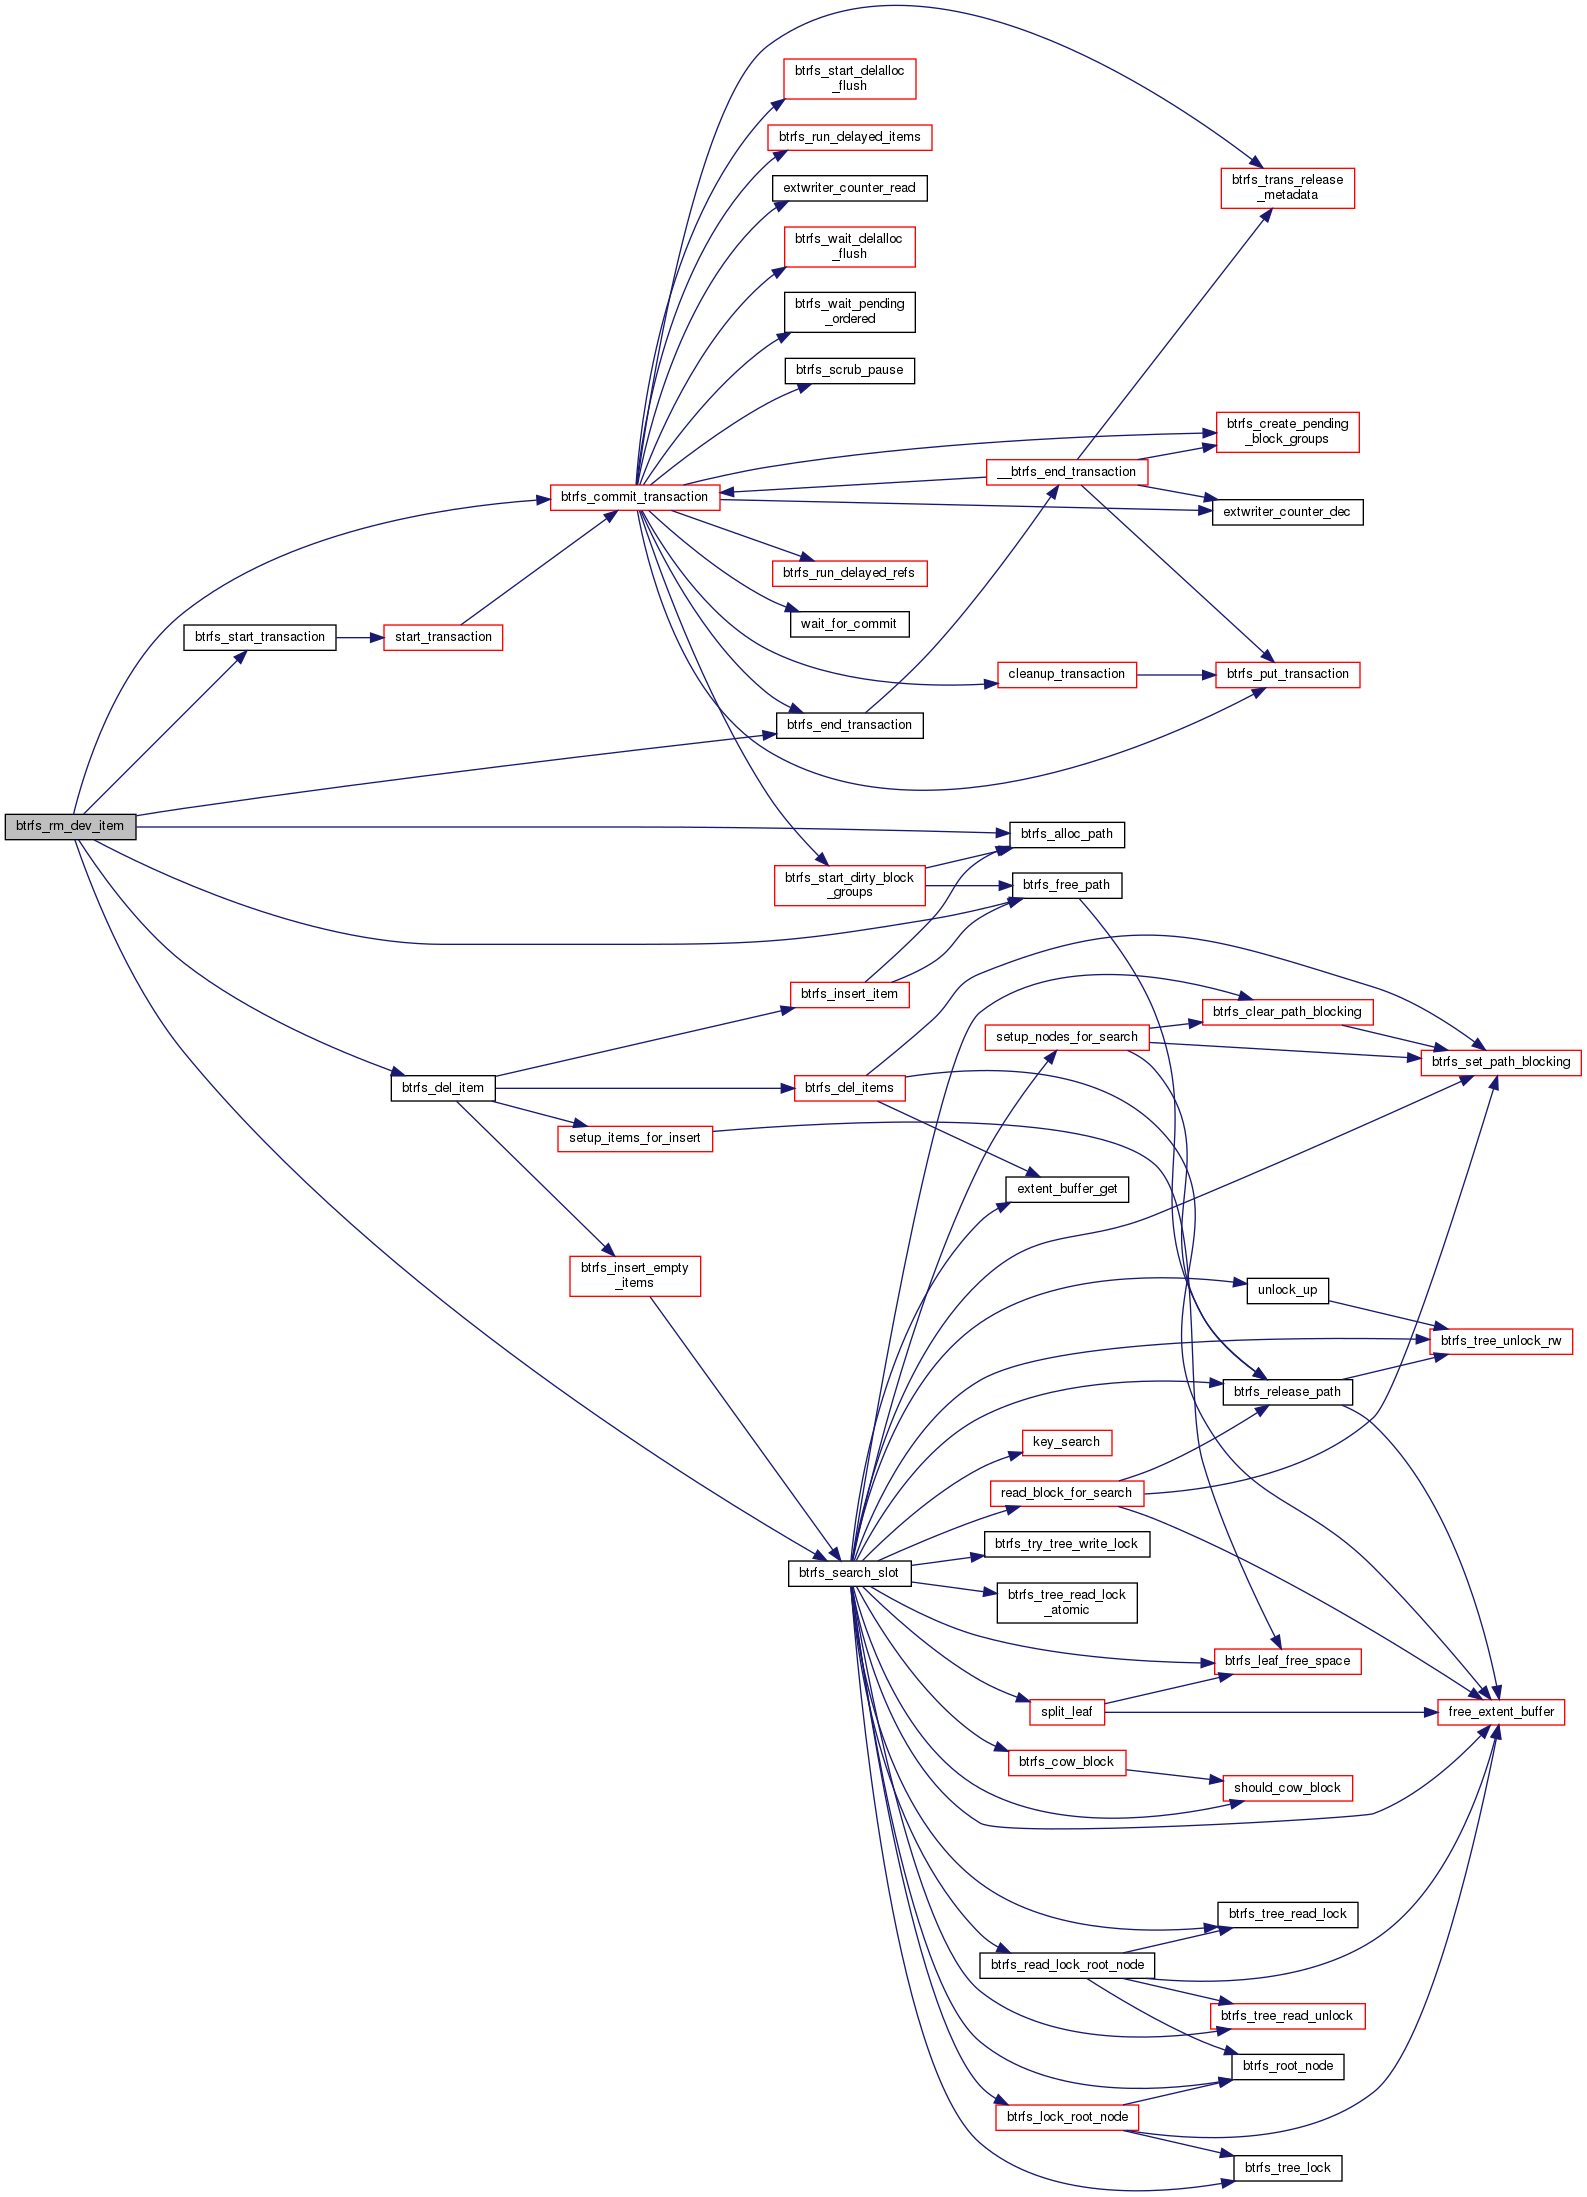 btrfs_start_delalloc
_flush
btrfs_run_delayed_items
btrfs_trans_release
_metadata
extwriter_counter_read
btrfs_wait_delalloc
_flush
btrfs_wait_pending
_ordered
btrfs_scrub_pause
btrfs_create_pending
_block_groups
__btrfs_end_transaction
btrfs_commit_transaction
extwriter_counter_dec
btrfs_run_delayed_refs
wait_for_commit
btrfs_start_transaction
start_transaction
cleanup_transaction
btrfs_put_transaction
btrfs_end_transaction
btrfs_rm_dev_item
btrfs_alloc_path
btrfs_start_dirty_block
_groups
btrfs_free_path
btrfs_insert_item
btrfs_clear_path_blocking
setup_nodes_for_search
btrfs_set_path_blocking
btrfs_del_item
btrfs_del_items
setup_items_for_insert
extent_buffer_get
btrfs_insert_empty
_items
unlock_up
btrfs_tree_unlock_rw
btrfs_release_path
key_search
read_block_for_search
btrfs_try_tree_write_lock
btrfs_search_slot
btrfs_tree_read_lock
_atomic
btrfs_leaf_free_space
split_leaf
free_extent_buffer
btrfs_cow_block
should_cow_block
btrfs_tree_read_lock
btrfs_read_lock_root_node
btrfs_tree_read_unlock
btrfs_root_node
btrfs_lock_root_node
btrfs_tree_lock